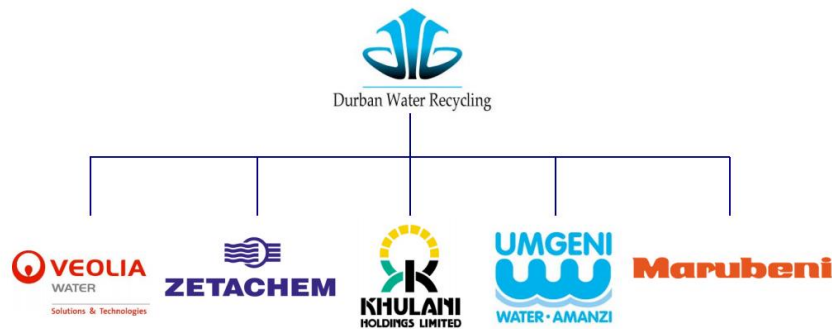 Durban Water Recycling
VEOLIA
WATER
Solutions & Technologies
ZETACHEM
KHULANI
HOLDINGS LIMITED
UMGENI
WATER · AMANZI
Marubeni